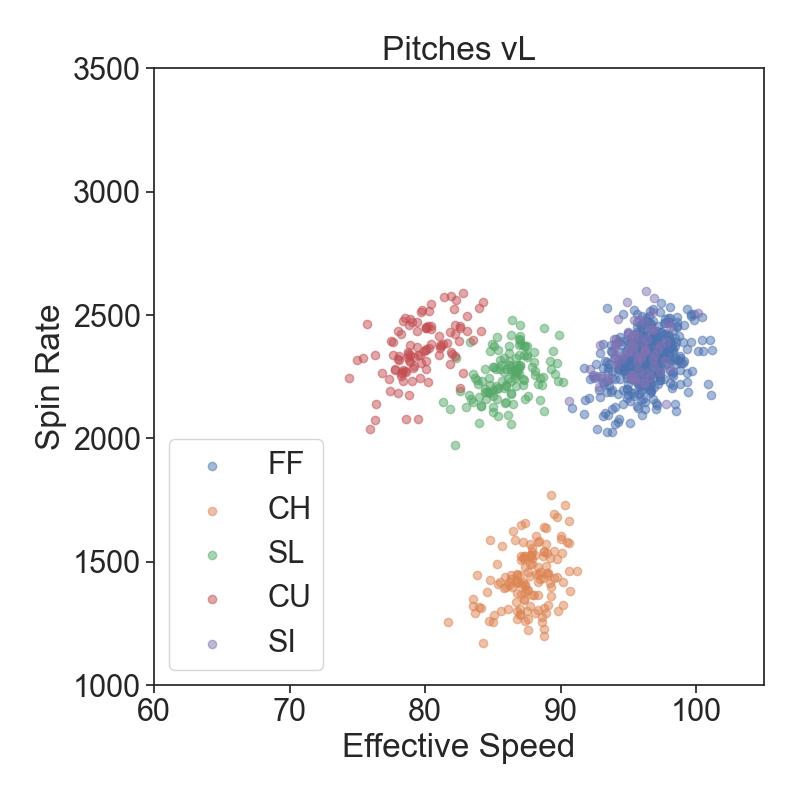 Pitches vL
3500
3000
2500
2000
1500
1000
Spin Rate
FF
CH
SL
CU
SI
60 70 80 90 100
Effective Speed